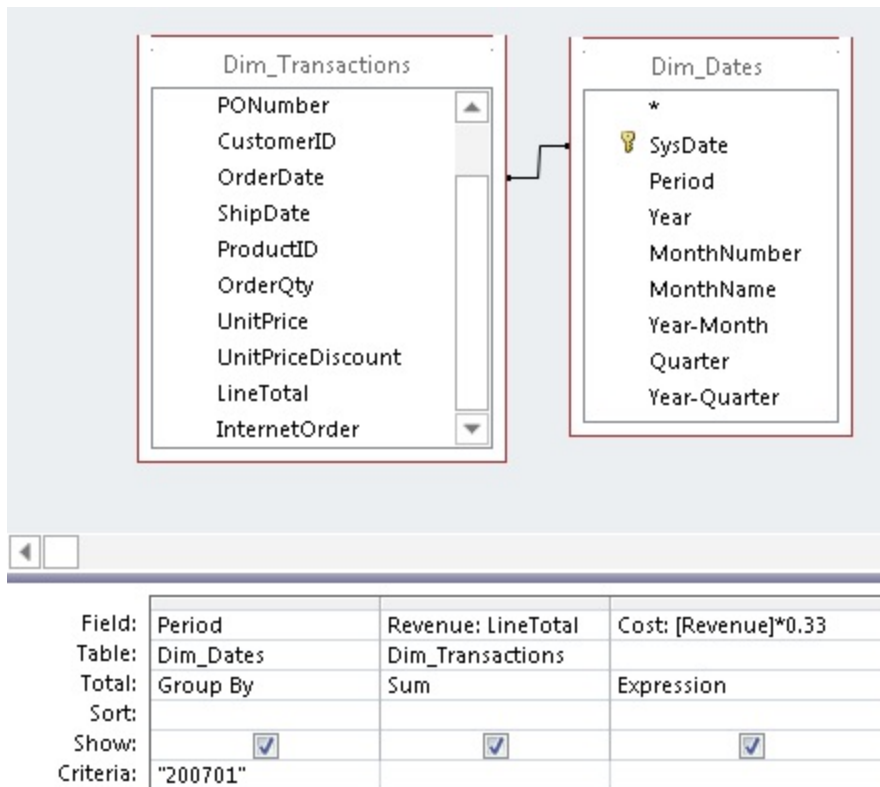 Dim_Transactions
PONumber
CustomerID
OrderDate
ShipDate
ProductID
OrderQty
UnitPrice
UnitPriceDiscount
LineTotal
InternetOrder
Dim_Dates
*
SysDate
Period
Year
MonthNumber
MonthName
Year-Month
Quarter
Year-Quarter
Field: Period Revenue: LineTotal Cost: [Revenue]*0.33
Table: Dim_Dates Dim_Transactions
Total: Group By Sum Expression
Sort:
Show:
Criteria: "200701"